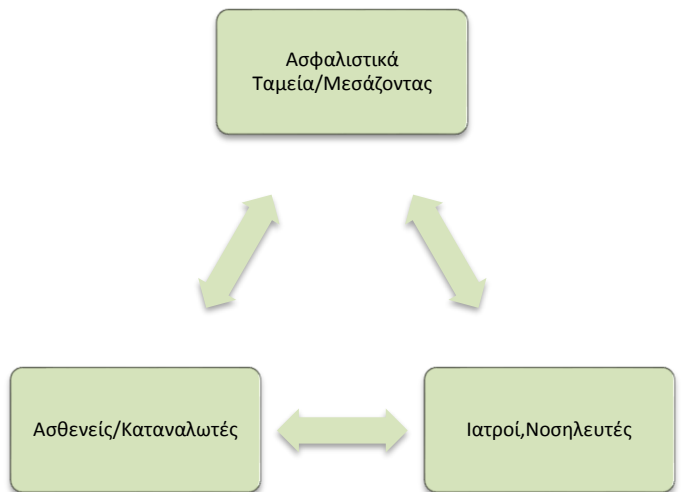 Ασφαλιστικά
Ταμεία/Μεσάζοντας
Ασθενείς/Καταναλωτές
Ιατροί,Νοσηλευτές